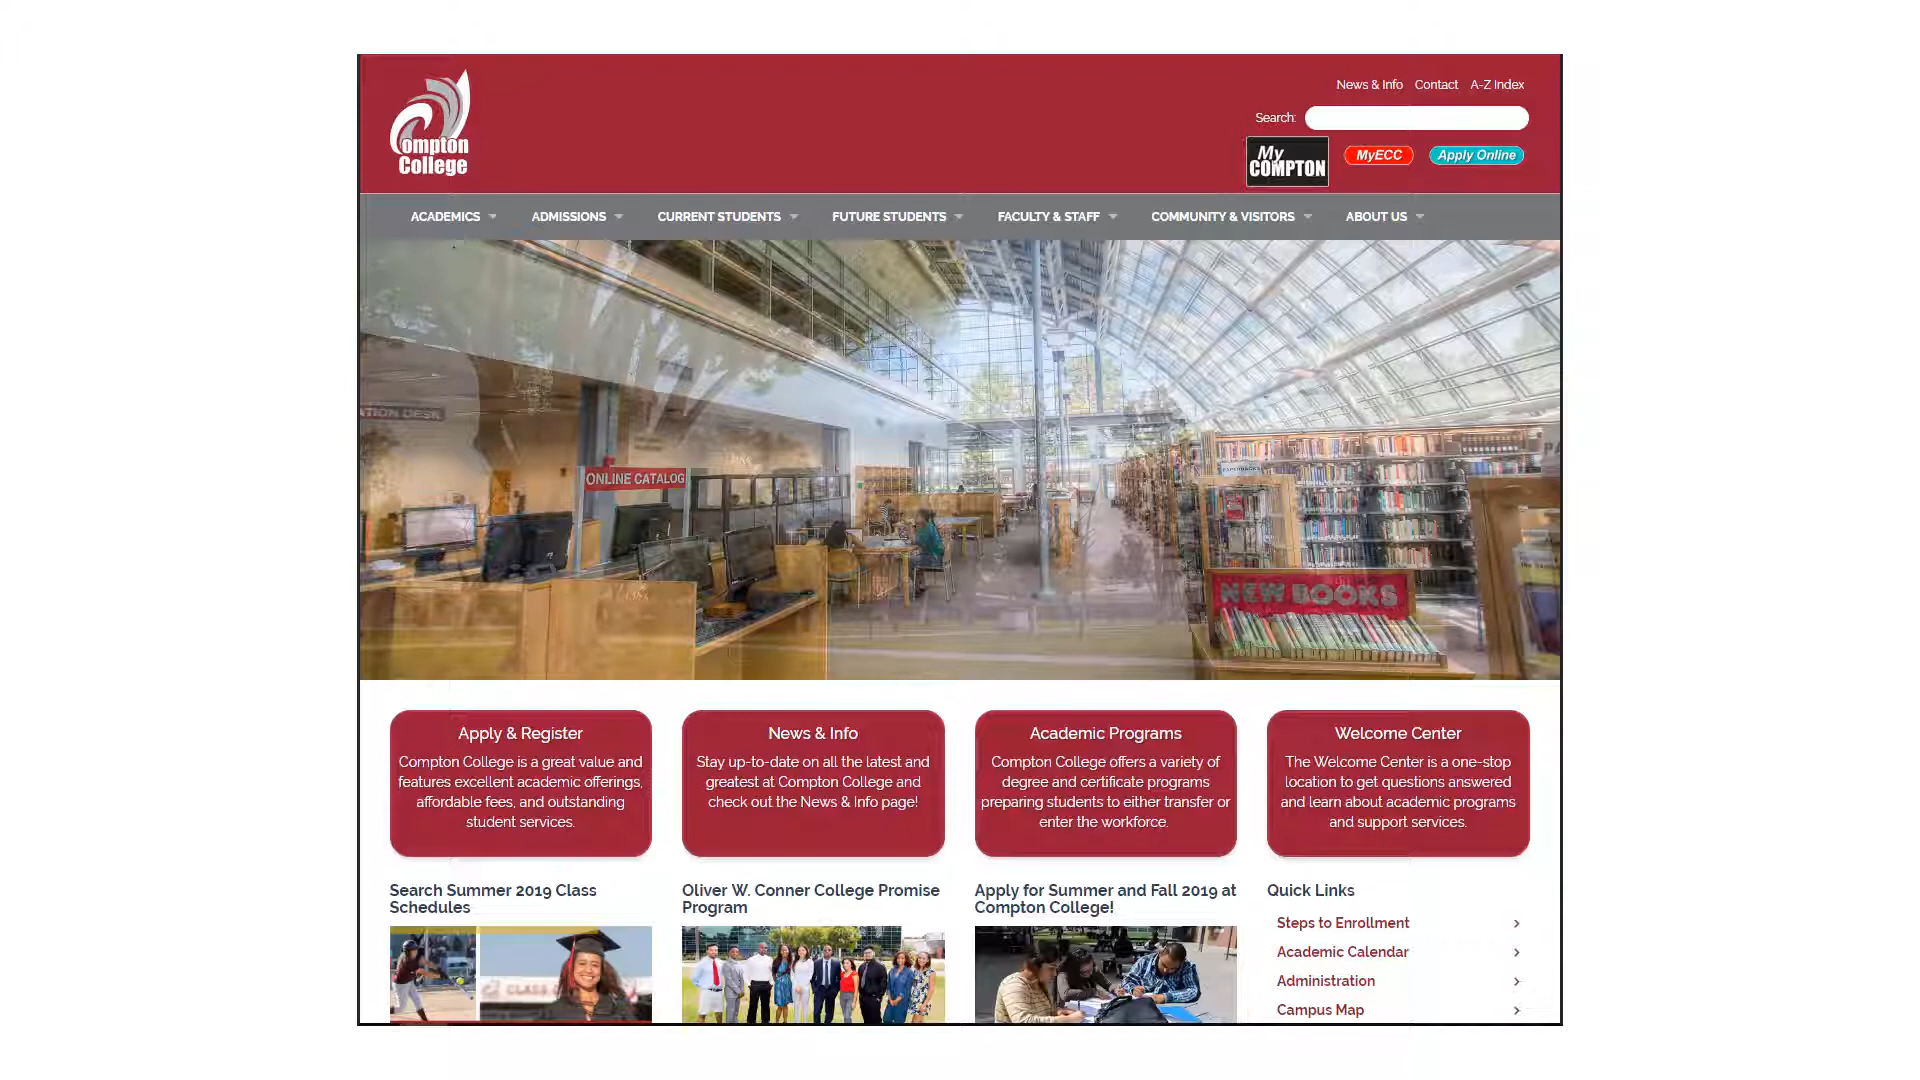 Compton
College
News & Info Contact A-Z Index
Search:
My
COMPTON
MyECC
Apply Online
ACADEMICS ADMISSIONS CURRENT STUDENTS FUTURE STUDENTS FACULTY & STAFF COMMUNITY & VISITORS ABOUT US
ATION DESK
ONLINE CATALOG
PAPERBACKS
NEW BOOKS
Apply & Register
Compton College is a great value and
features excellent academic offerings,
affordable fees, and outstanding
student services.
News & Info
Stay up-to-date on all the latest and
greatest at Compton College and
check out the News & Info page!
Academic Programs
Compton College offers a variety of
degree and certificate programs
preparing students to either transfer or
enter the workforce.
Welcome Center
The Welcome Center is a one-stop
location to get questions answered
and learn about academic programs
and support services.
Search Summer 2019 Class
Schedules
Oliver W. Conner College Promise
Program
Apply for Summer and Fall 2019 at
Compton College!
Quick Links
Steps to Enrollment
Academic Calendar
Administration
Campus Map